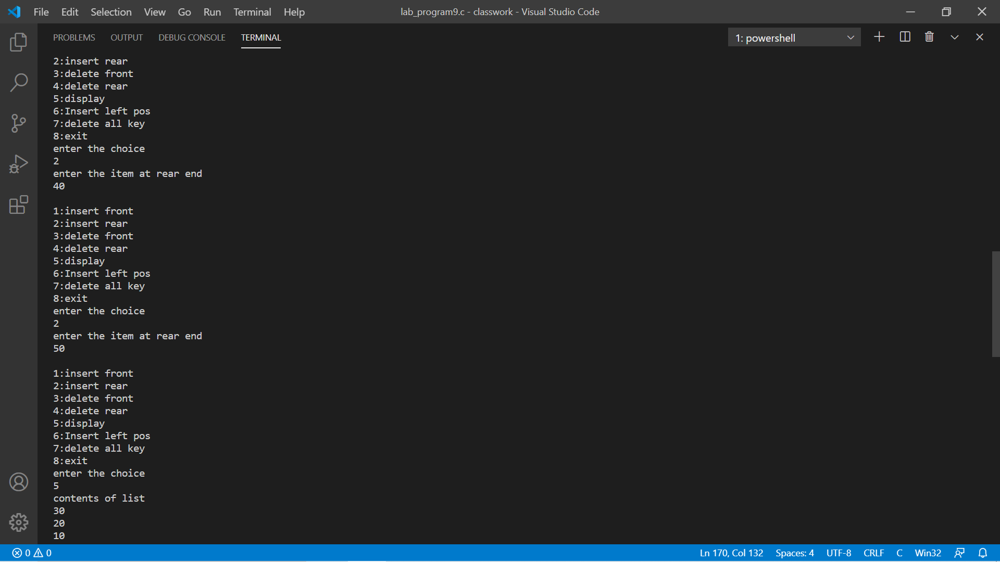 File Edit Selection View Go Run Terminal Help lab_program9.c - classwork - Visual Studio Code
PROBLEMS OUTPUT DEBUG CONSOLE TERMINAL 1: powershell
2:insert rear
3:delete front
4:delete rear
5:display
6:Insert left pos
7:delete all key
8:exit
enter the choice
2
enter the item at rear end
40
1:insert front
2:insert rear
3:delete front
4:delete rear
5:display
6:Insert left pos
7:delete all key
8:exit
enter the choice
2
enter the item at rear end
50
1:insert front
2:insert rear
3:delete front
4:delete rear
5:display
6:Insert left pos
7:delete all key
8:exit
enter the choice
5
contents of list
30
20
10
0 0 Ln 170, Col 132 Spaces: 4 UTF-8 CRLF C Win32